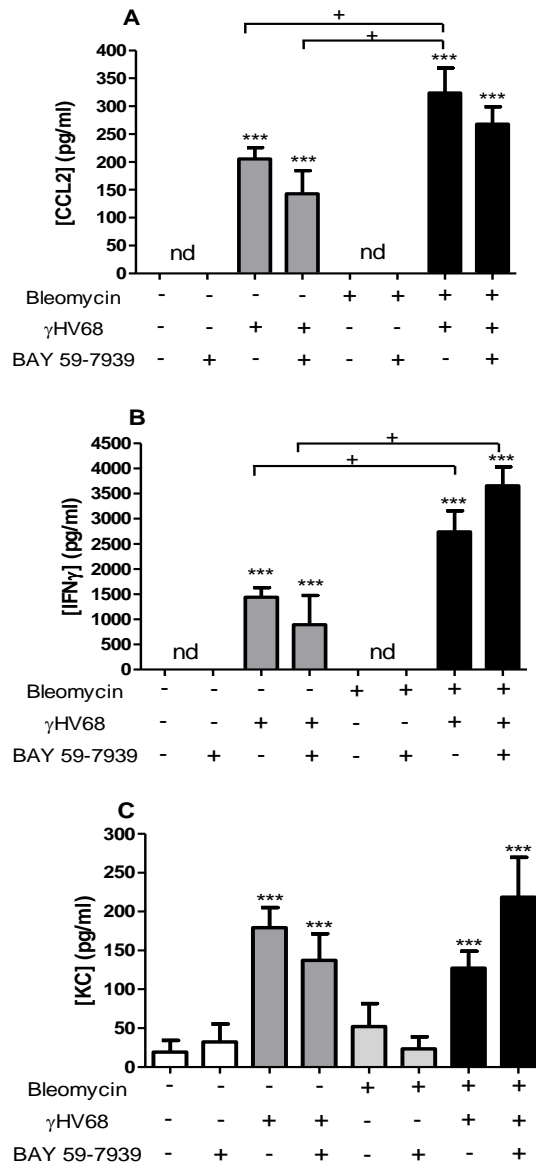 A
+
+
[CCL2] (pg/ml)
400
350
300
250
200
150
100
50
0
nd
***
***
nd
***
***
Bleomycin - - - - + + + +
γHV68 - - + + - - + +
BAY 59-7939 - + - + - + - +
B
+
+
[IFNγ] (pg/ml)
4500
4000
3500
3000
2500
2000
1500
1000
500
0
nd
***
***
nd
***
***
Bleomycin - - - - + + + +
γHV68 - - + + - - + +
BAY 59-7939 - + - + - + - +
C
[KC] (pg/ml)
300
250
200
150
100
50
0
***
***
***
***
Bleomycin - - - - + + + +
γHV68 - - + + - - + +
BAY 59-7939 - + - + - + - +